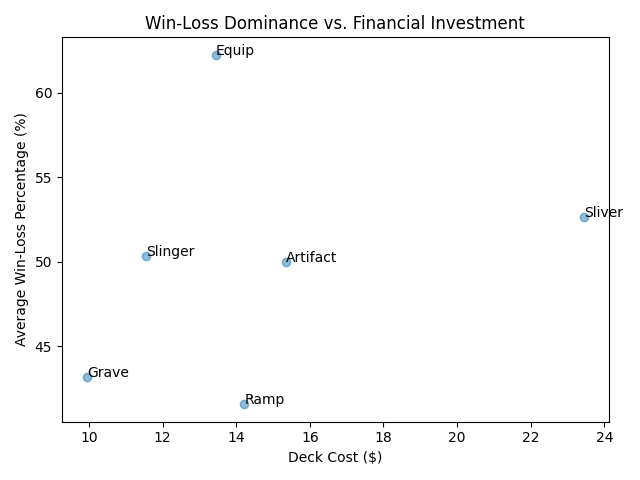 Win-Loss Dominance vs. Financial Investment
Average Win-Loss Percentage (%)
60
55
50
45
Equip
Sliver
Slinger
Artifact
Grave
Ramp
10 12 14 16 18 20 22 24
Deck Cost ($)